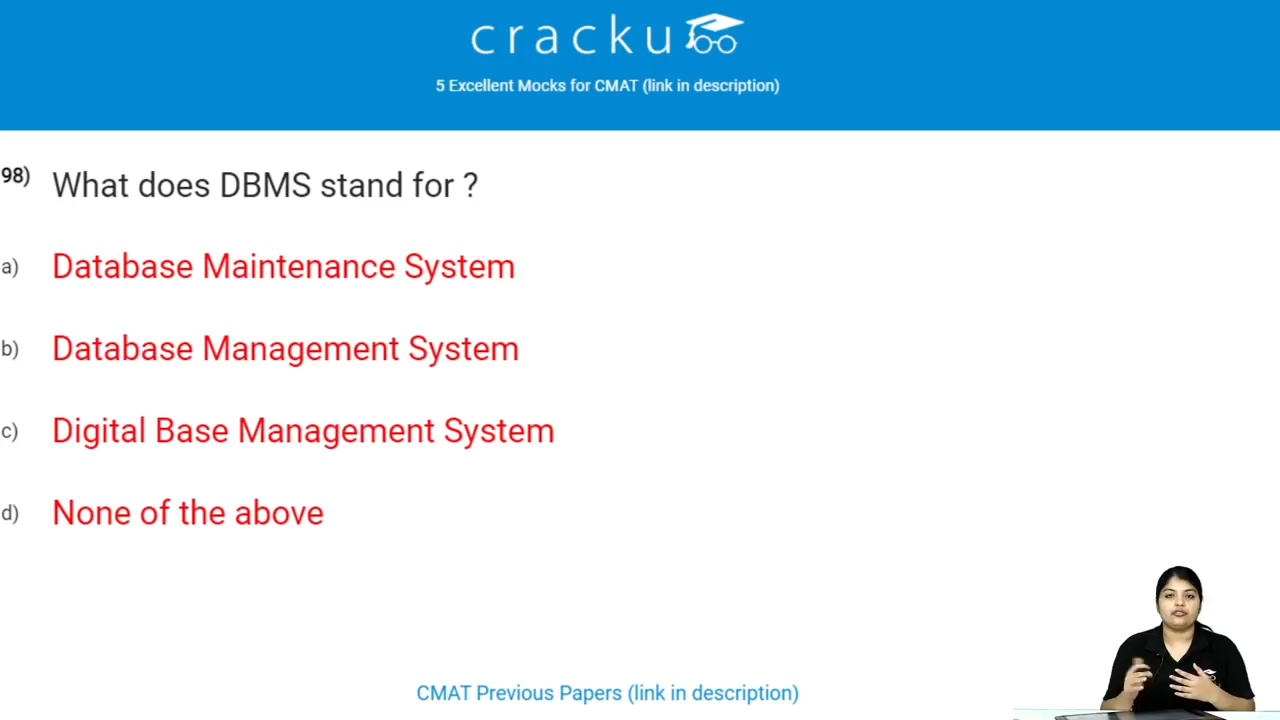 cracku
5 Excellent Mocks for CMAT (link in description)
98) What does DBMS stand for ?
a) Database Maintenance System
b) Database Management System
c) Digital Base Management System
d) None of the above
CMAT Previous Papers (link in description)